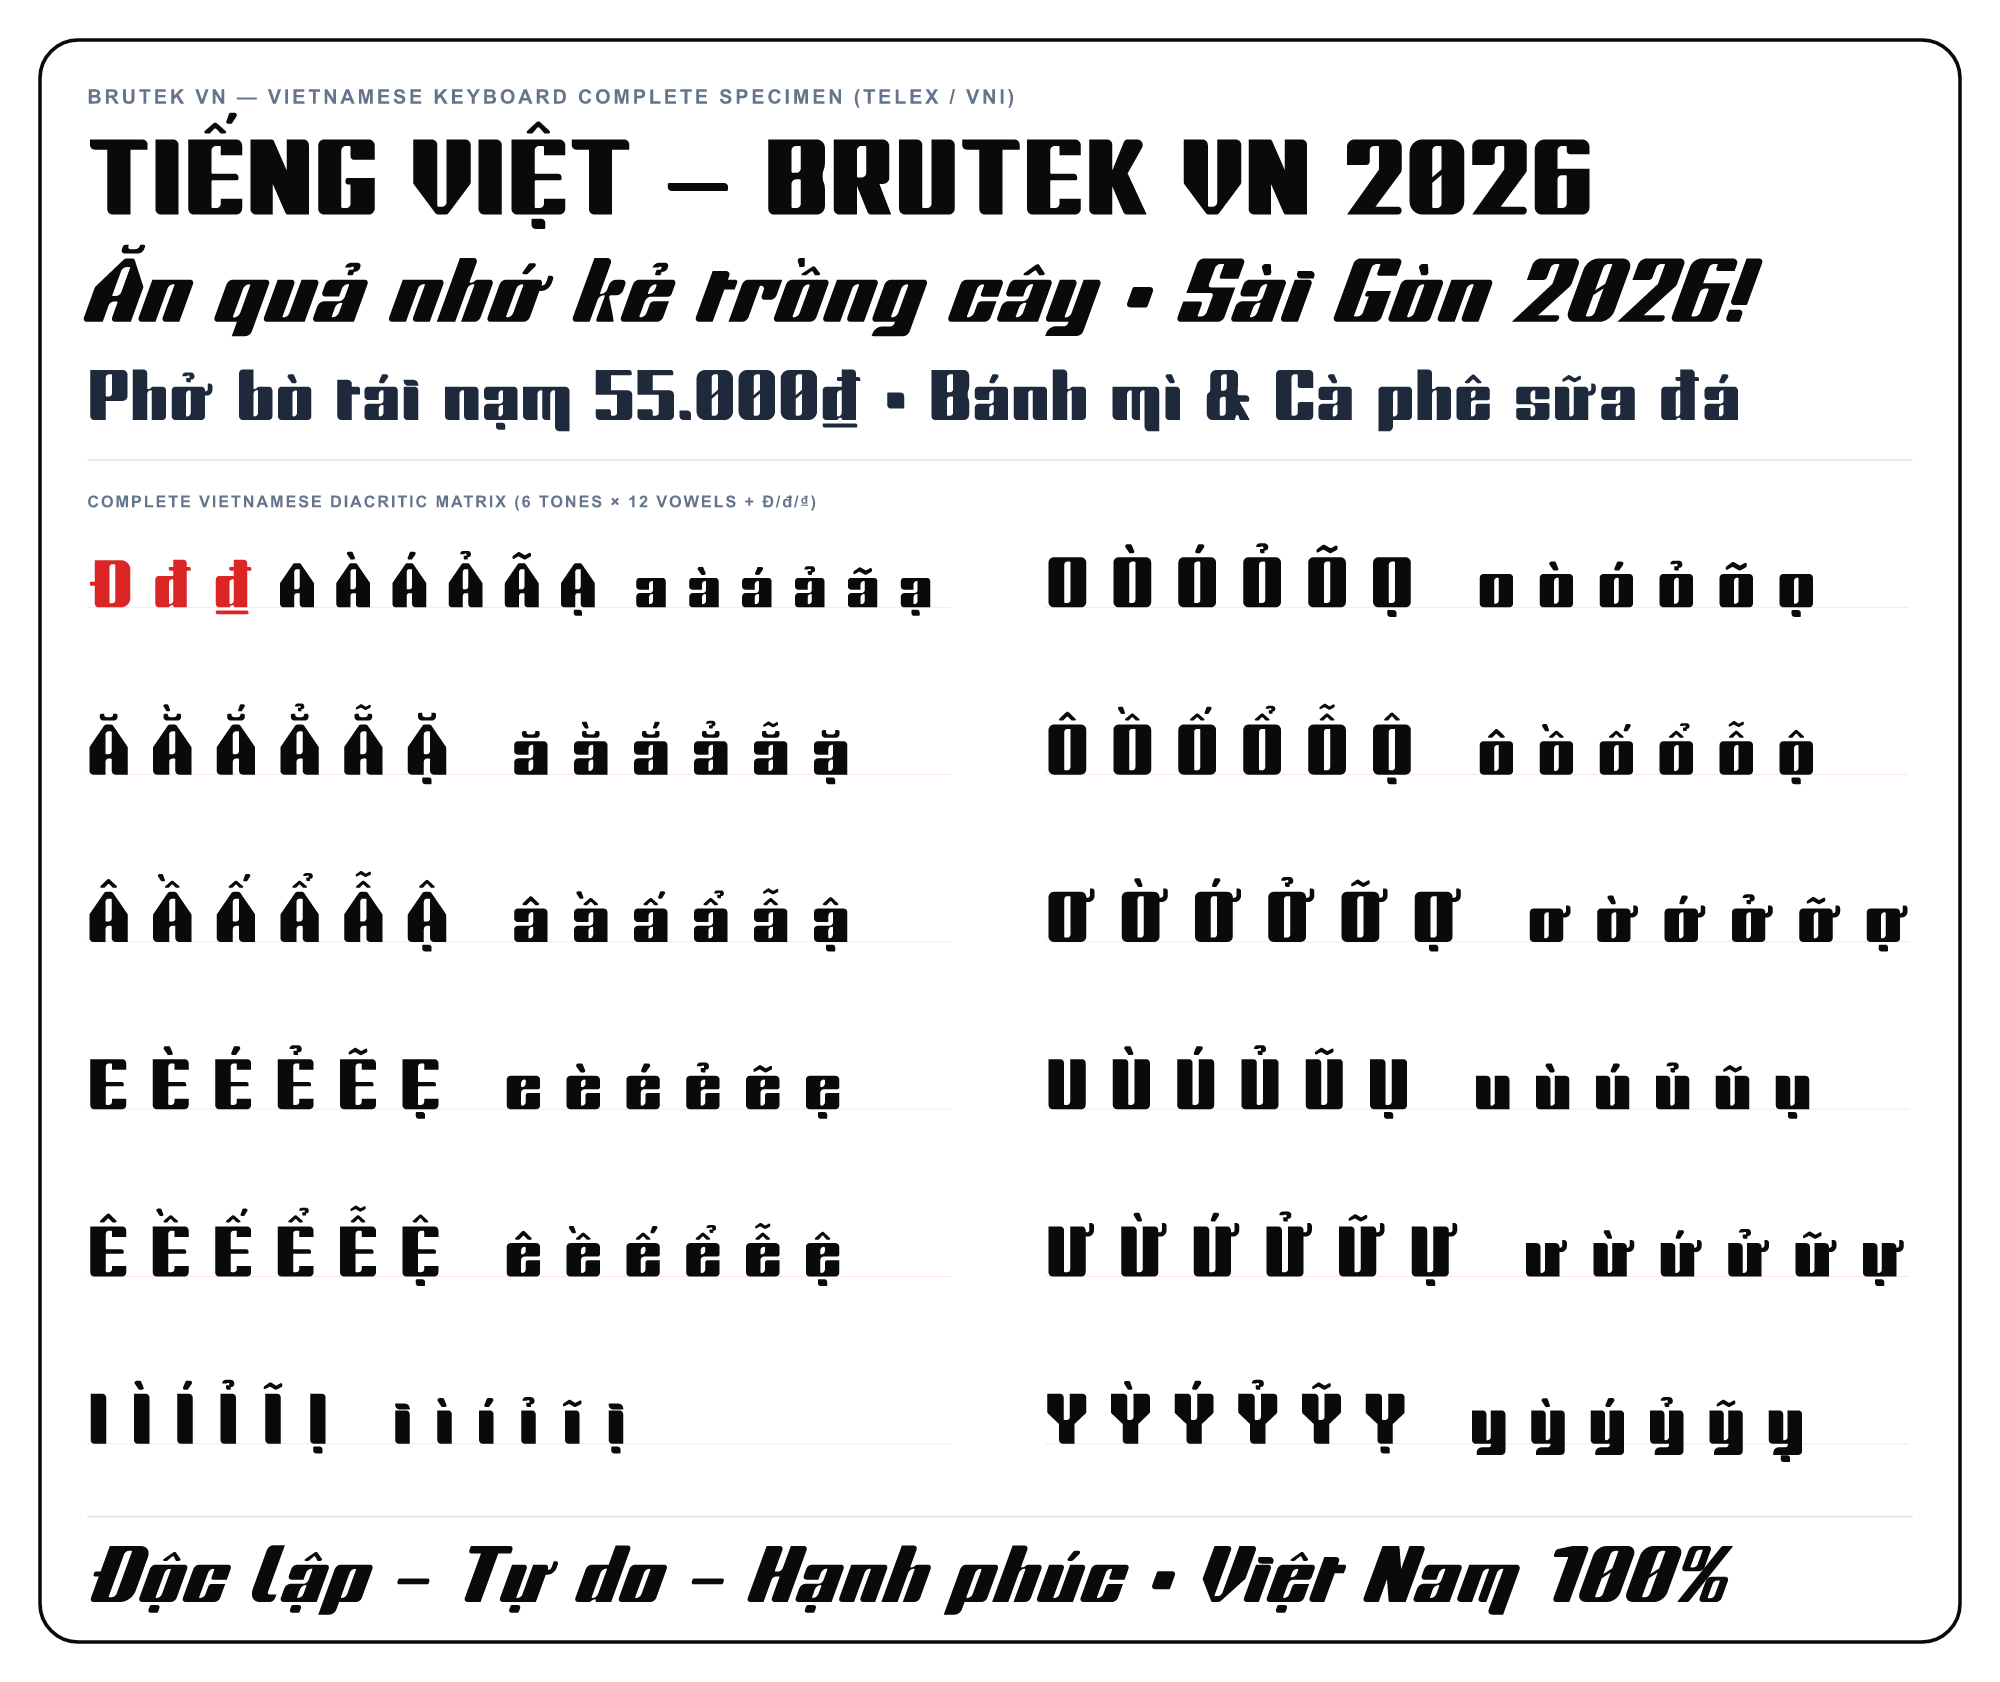 BRUTEK VN — VIETNAMESE KEYBOARD COMPLETE SPECIMEN (TELEX / VNI)
TIẾNG VIỆT — BRUTEK VN 2026
Ăn quả nhớ kẻ trồng cây • Sài Gòn 2026!
Phở bò tái nạm 55.000₫ • Bánh mì & Cà phê sữa đá
COMPLETE VIETNAMESE DIACRITIC MATRIX (6 TONES × 12 VOWELS + Đ/đ/₫)
Đ đ ₫ A À Á Ả Ã Ạ a à á ả ã ạ
O Ò Ó Ỏ Õ Ọ o ò ó ỏ õ ọ
Ă Ằ Ắ Ẳ Ẵ Ặ ă ằ ắ ẳ ẵ ặ
Ô Ồ Ố Ổ Ỗ Ộ ô ồ ố ổ ỗ ộ
Â Ầ Ấ Ẩ Ẫ Ậ â ầ ấ ẩ ẫ ậ
Ơ Ờ Ớ Ở Ỡ Ợ ơ ờ ớ ở ỡ ợ
E È É Ẻ Ẽ Ẹ e è é ẻ ẽ ẹ
U Ù Ú Ủ Ũ Ụ u ù ú ủ ũ ụ
Ê Ề Ế Ể Ễ Ệ ê ề ế ể ễ ệ
Ư Ừ Ứ Ử Ữ Ự ư ừ ứ ử ữ ự
I Ì Í Ỉ Ĩ Ị i ì í ỉ ĩ ị
Y Ỳ Ý Ỷ Ỹ Ỵ y ỳ ý ỷ ỹ ỵ
Độc lập – Tự do – Hạnh phúc • Việt Nam 100%